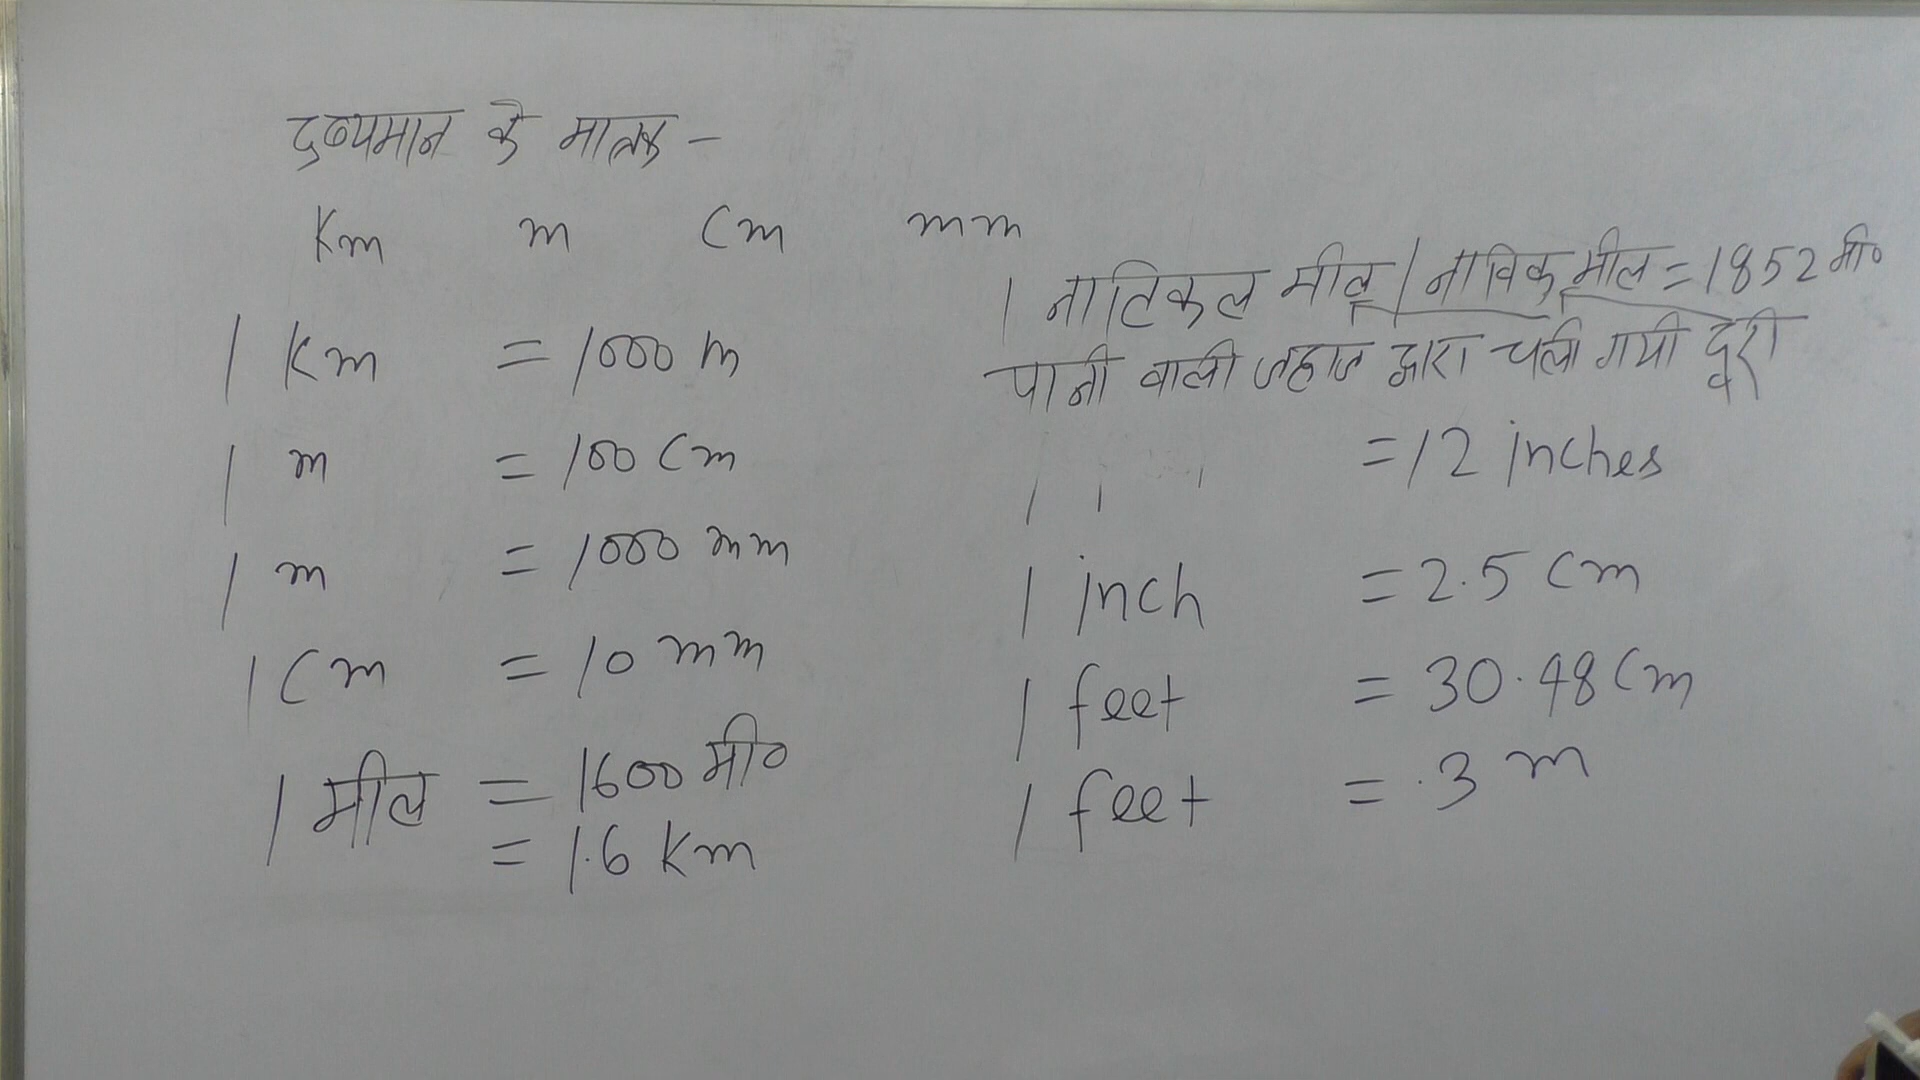 द्रव्यमान के मात्रक -
Km m Cm mm
1 Km = 1000 m
1 m = 100 Cm
1 m = 1000 mm
1 Cm = 10 mm
1 मील = 1600 मी०
= 1.6 Km
1 नाटिकल मील / नाविक मील = 1852 मी०
पानी वाली जहाज द्वारा चली गयी दूरी
1 = 12 inches
1 inch = 2.5 Cm
1 feet = 30.48 Cm
1 feet = .3 m